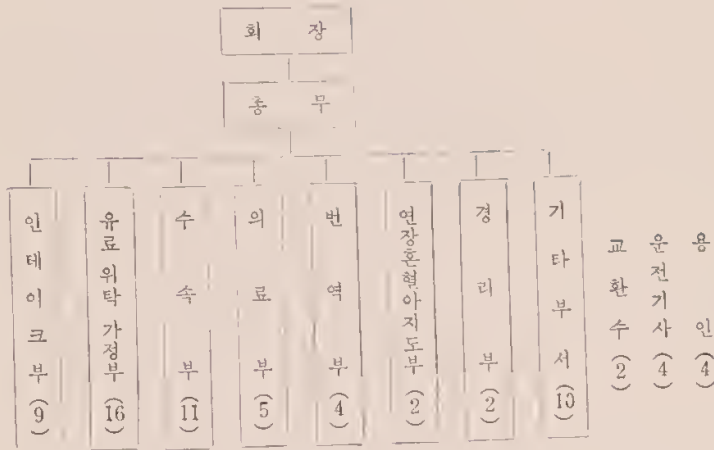 회 장
총 무
인테이크부 (9)
유료위탁가정부 (16)
수속부 (11)
의료부 (5)
번역부 (4)
연장혼혈아지도부 (2)
경리부 (2)
기타부서 (10)
교환수 (2)
운전기사 (4)
용인 (4)